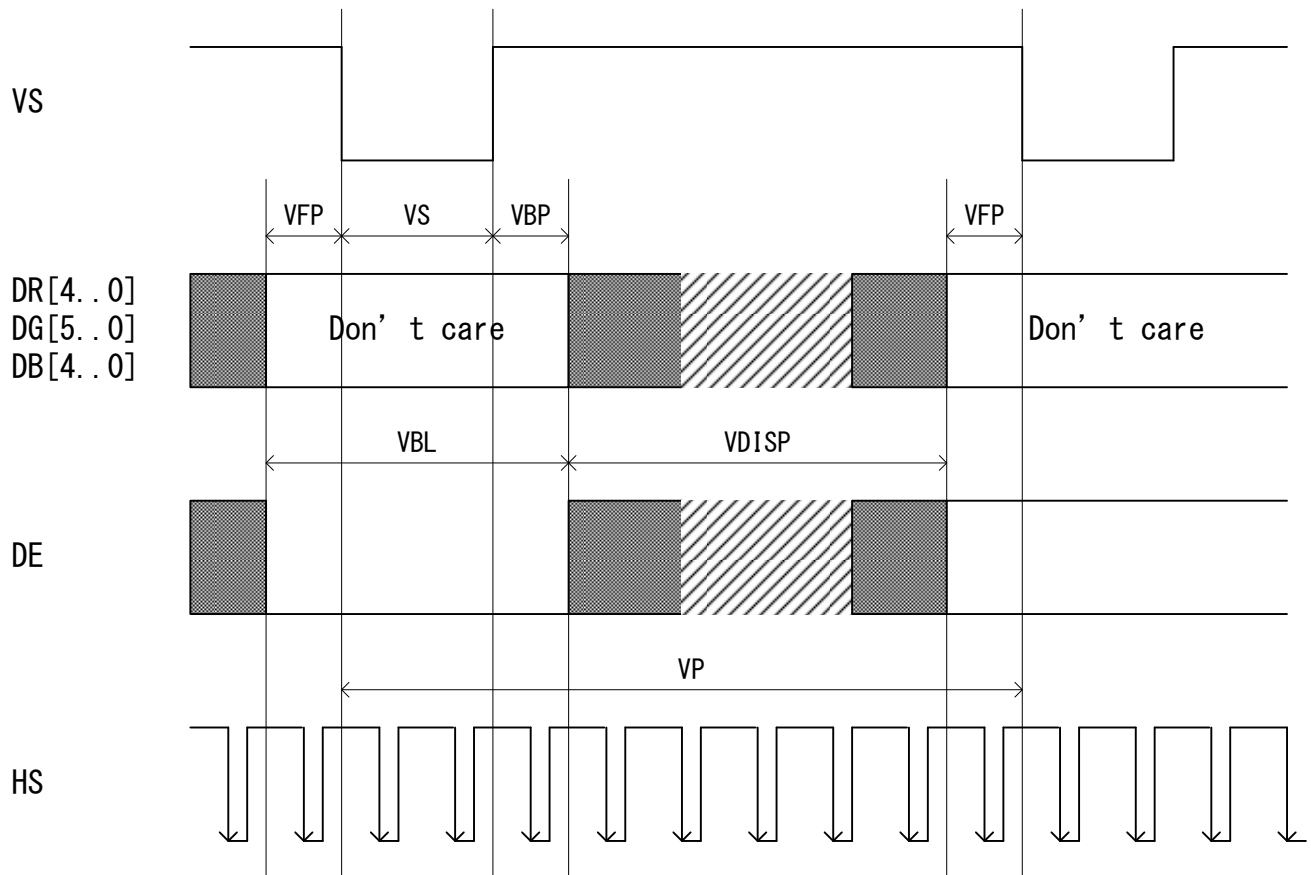 VS
VFP
VS
VBP
VFP
DR[4..0]
DG[5..0]
DB[4..0]
Don't care
Don't care
VBL
VDISP
DE
VP
HS